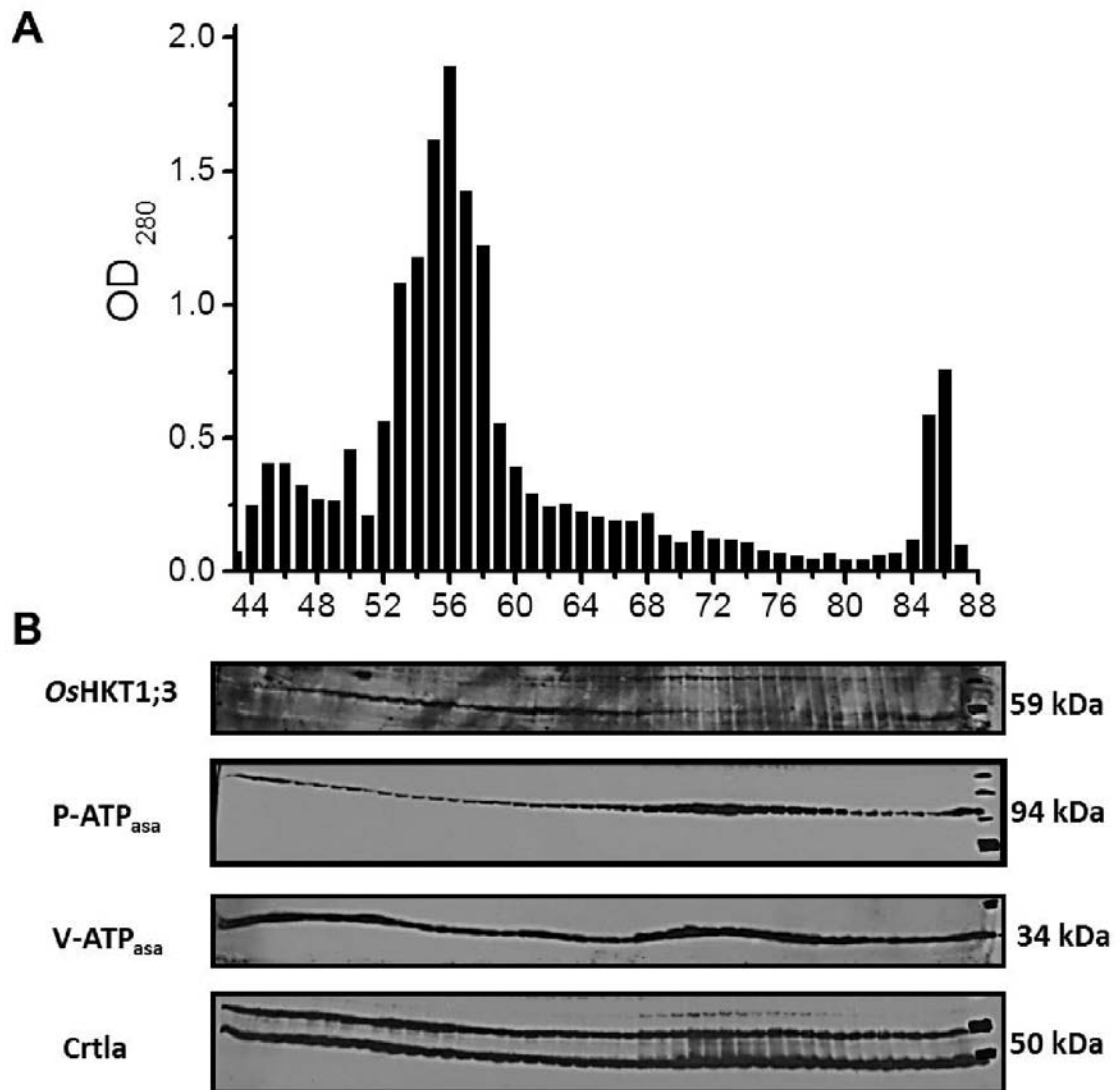 A
2.0
1.5
1.0
0.5
0.0
OD 280
44 48 52 56 60 64 68 72 76 80 84 88
B
OsHKT1;3 59 kDa
P-ATPasa 94 kDa
V-ATPasa 34 kDa
Crtla 50 kDa